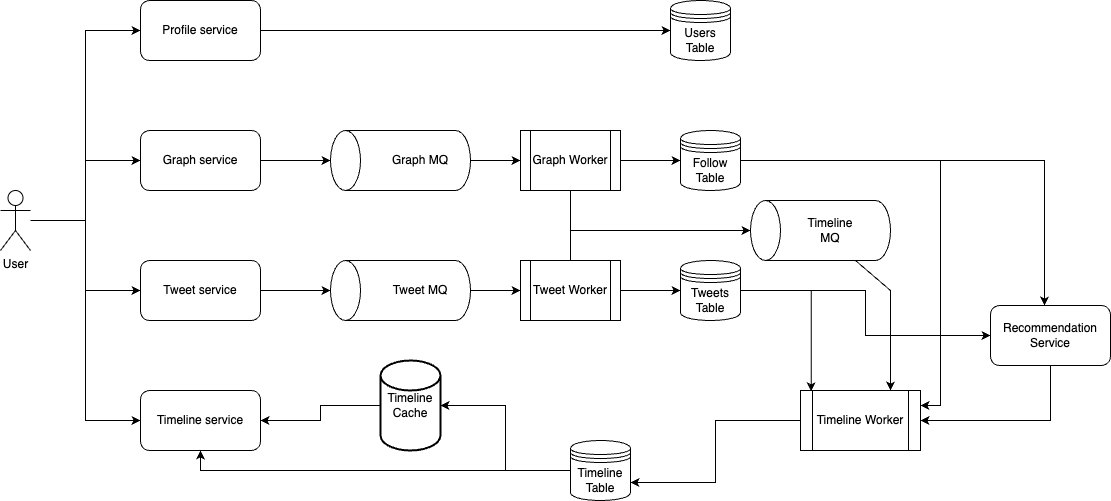 Profile service
Users
Table
Graph service
Graph MQ
Graph Worker
Follow
Table
Timeline
MQ
User
Tweet service
Tweet MQ
Tweet Worker
Tweets
Table
Recommendation
Service
Timeline service
Timeline
Cache
Timeline Worker
Timeline
Table